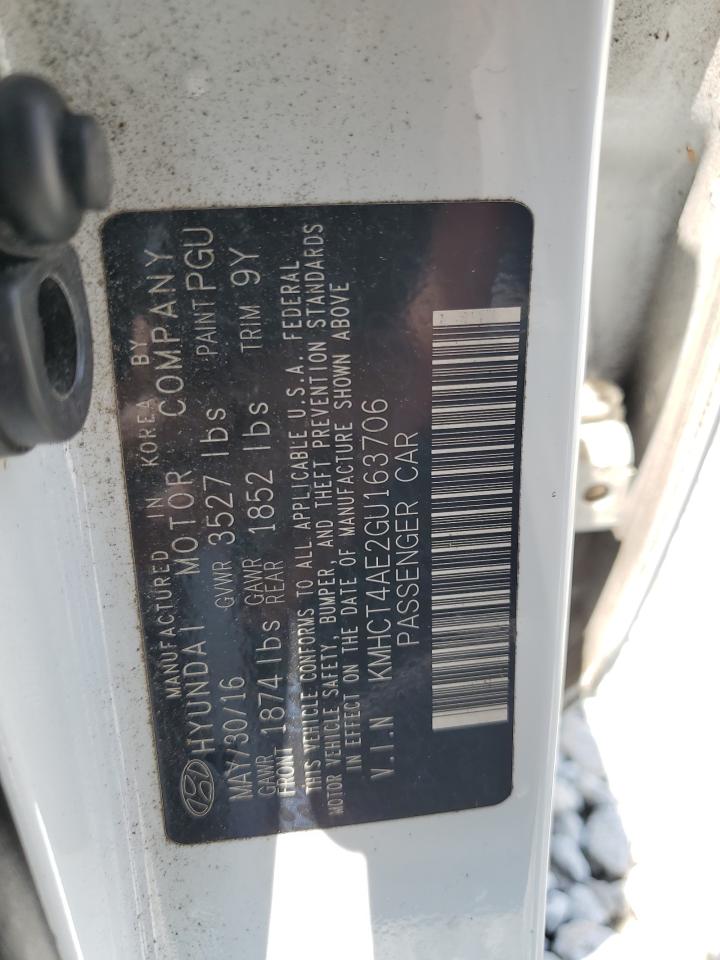 MANUFACTURED IN KOREA BY
HYUNDAI MOTOR COMPANY
MAY/30/16 GVWR 3527 lbs PAINT PGU
GAWR FRONT 1874 lbs GAWR REAR 1852 lbs TRIM 9Y
THIS VEHICLE CONFORMS TO ALL APPLICABLE U.S.A. FEDERAL
MOTOR VEHICLE SAFETY, BUMPER, AND THEFT PREVENTION STANDARDS
IN EFFECT ON THE DATE OF MANUFACTURE SHOWN ABOVE
V.I.N KMHCT4AE2GU163706
PASSENGER CAR